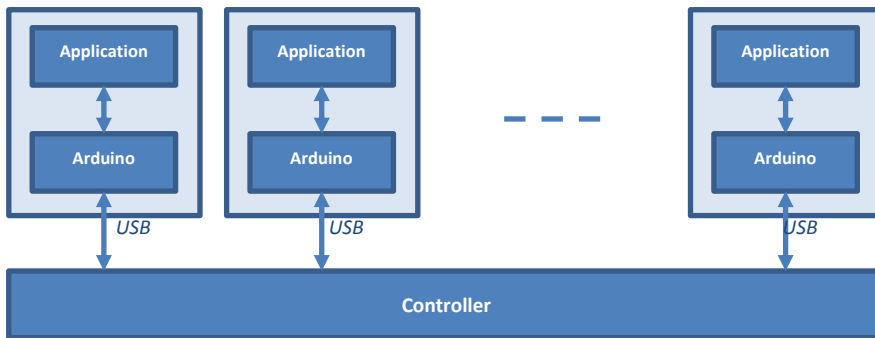 Application
Application
Application
Arduino
Arduino
Arduino
USB
USB
USB
Controller